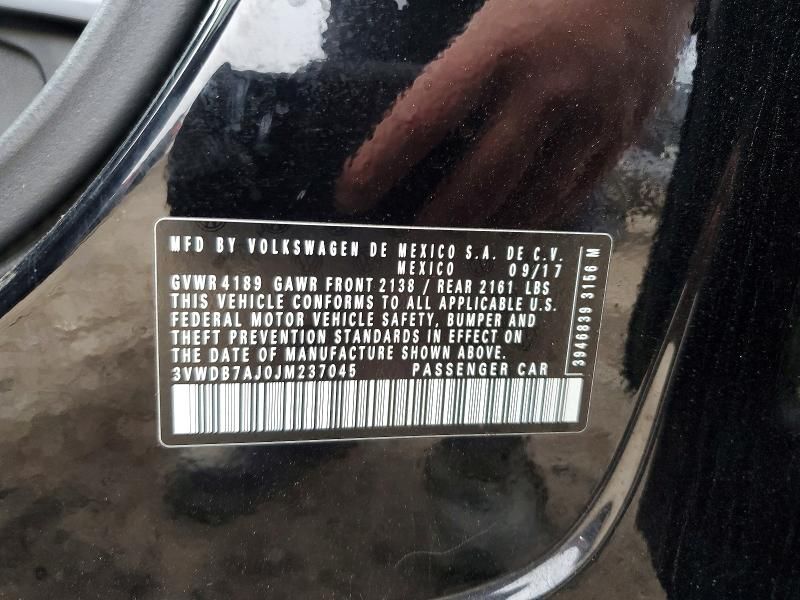 MFD BY VOLKSWAGEN DE MEXICO S.A. DE C.V.
MEXICO 09/17
GVWR 4189 GAWR FRONT 2138 / REAR 2161 LBS
THIS VEHICLE CONFORMS TO ALL APPLICABLE U.S.
FEDERAL MOTOR VEHICLE SAFETY, BUMPER AND
THEFT PREVENTION STANDARDS IN EFFECT ON
THE DATE OF MANUFACTURE SHOWN ABOVE.
3VWDB7AJ0JM237045 PASSENGER CAR
3946839 3156 M